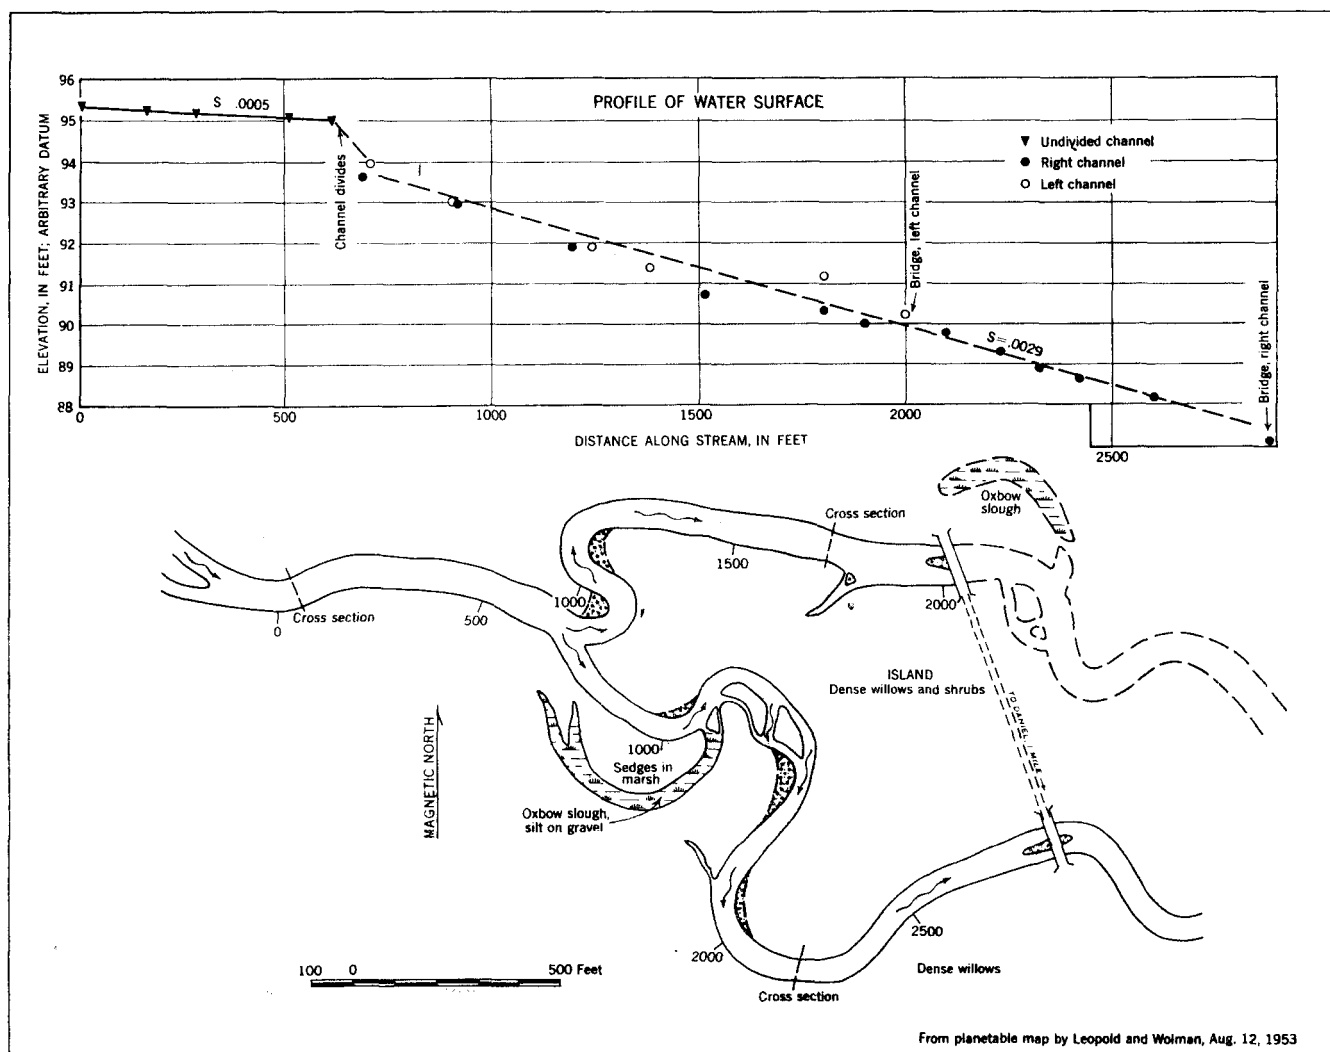 PROFILE OF WATER SURFACE
S .0005
96
95
94
93
92
91
90
89
88
ELEVATION, IN FEET; ARBITRARY DATUM
Channel divides
Undivided channel
Right channel
Left channel
Bridge, left channel
S=.0029
Bridge, right channel
0
500
1000
1500
2000
2500
DISTANCE ALONG STREAM, IN FEET
Oxbow
slough
Cross section
1500
1000
2000
Cross section
0
500
ISLAND
Dense willows and shrubs
TO DANIEL 1 MILE
MAGNETIC NORTH
1000
Sedges in
marsh
Oxbow slough,
silt on gravel
2000
2500
Dense willows
Cross section
100 0 500 Feet
From planetable map by Leopold and Wolman, Aug. 12, 1953